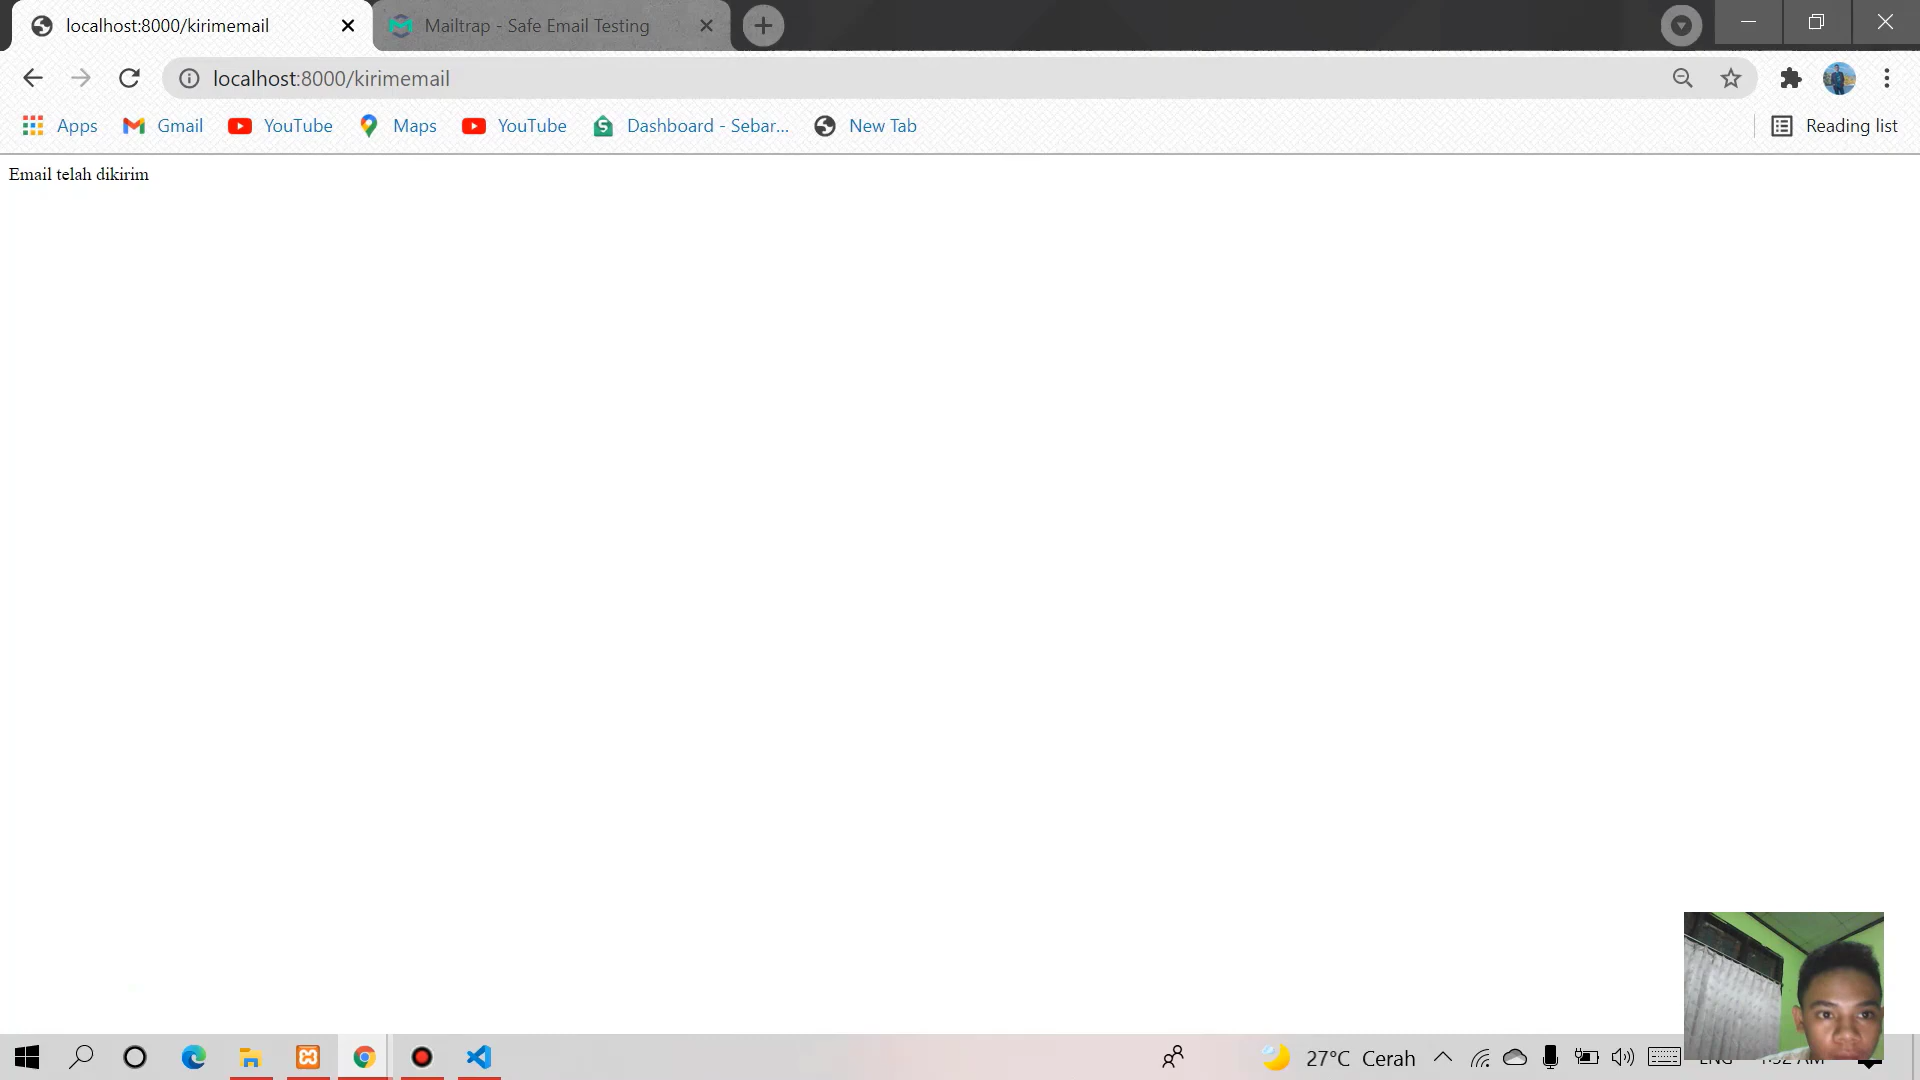 localhost:8000/kirimemail
Mailtrap - Safe Email Testing
localhost:8000/kirimemail
Apps
Gmail
YouTube
Maps
YouTube
Dashboard - Sebar...
New Tab
Reading list
Email telah dikirim
27°C Cerah